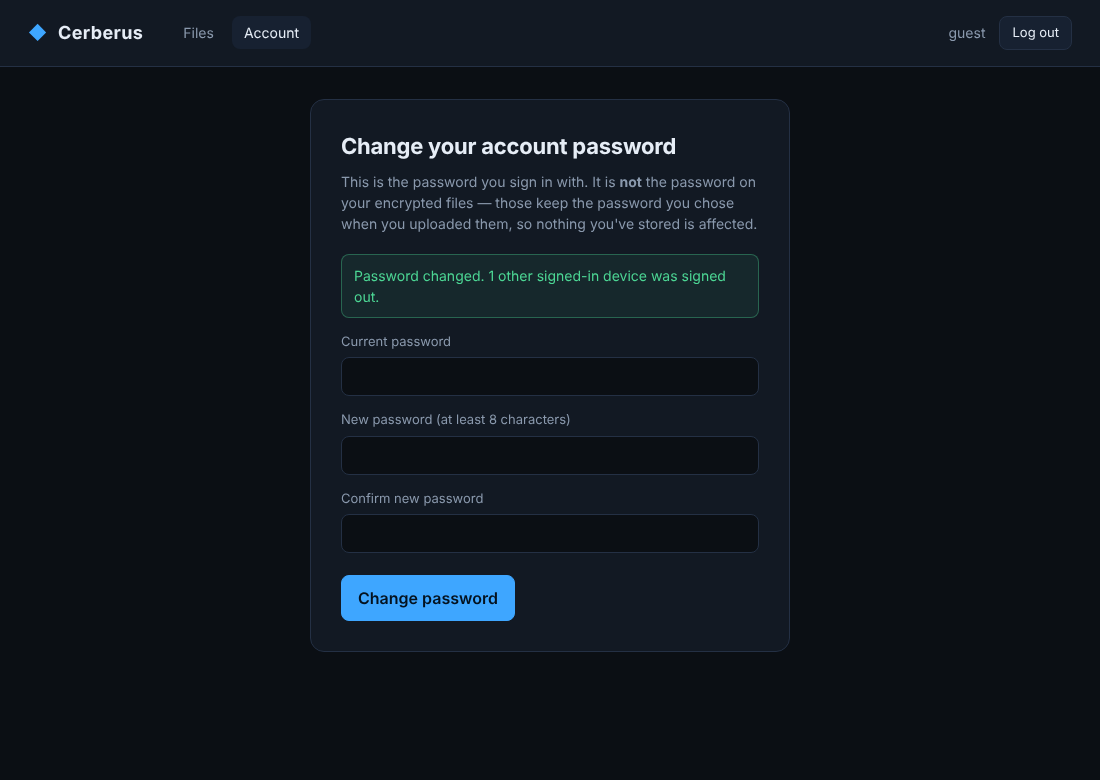 Cerberus
Files
Account
guest
Log out
Change your account password
This is the password you sign in with. It is not the password on
your encrypted files — those keep the password you chose
when you uploaded them, so nothing you've stored is affected.
Password changed. 1 other signed-in device was signed
out.
Current password
New password (at least 8 characters)
Confirm new password
Change password